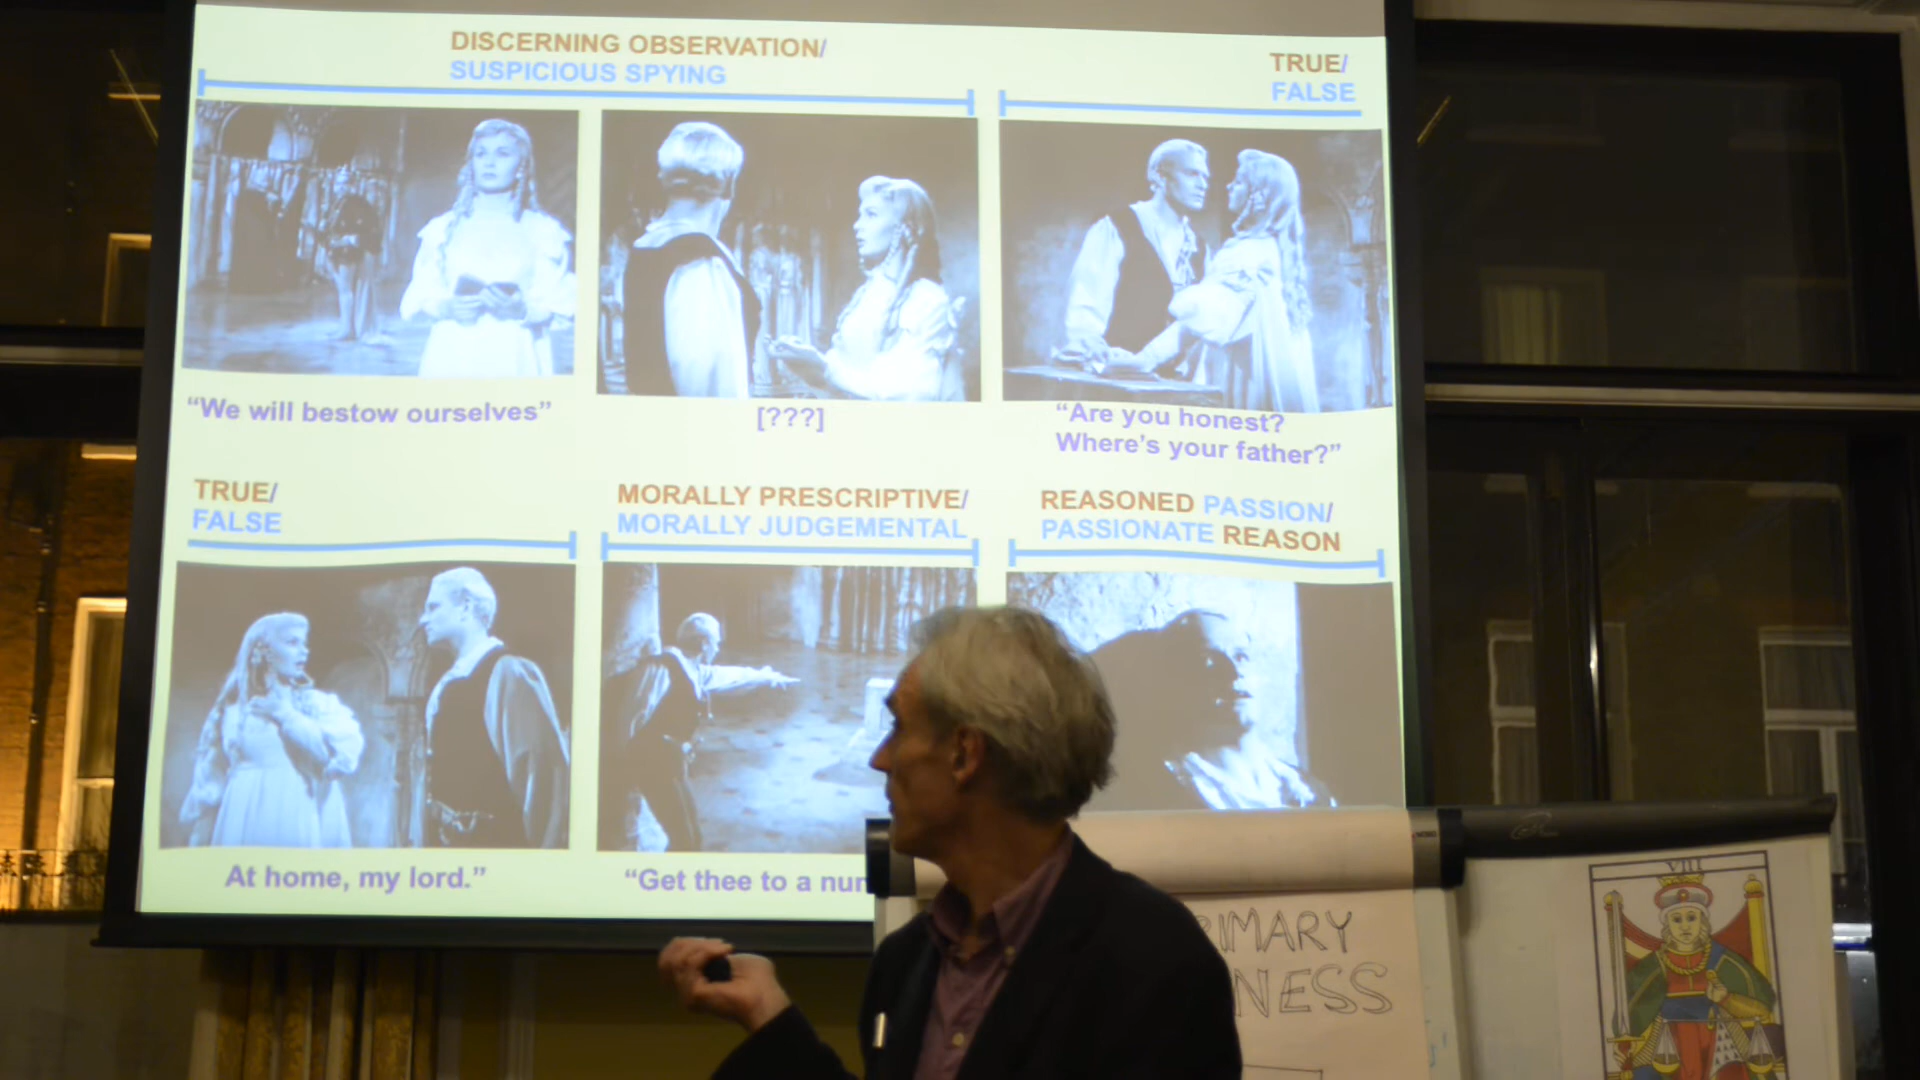 DISCERNING OBSERVATION/
SUSPICIOUS SPYING
TRUE/
FALSE
“We will bestow ourselves”
[???]
“Are you honest?
Where’s your father?”
TRUE/
FALSE
MORALLY PRESCRIPTIVE/
MORALLY JUDGEMENTAL
REASONED PASSION/
PASSIONATE REASON
At home, my lord.”
“Get thee to a nun
RIMARY
NESS
VIII